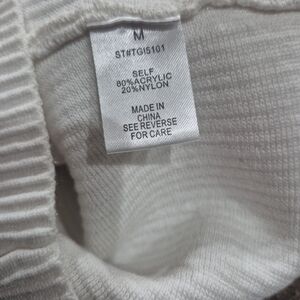 M
ST#TGI5101
SELF
80%ACRYLIC
20%NYLON
MADE IN
CHINA
SEE REVERSE
FOR CARE